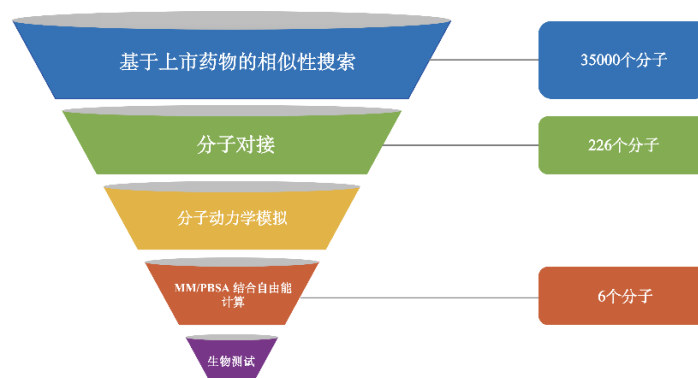 基于上市药物的相似性搜索
35000个分子
分子对接
226个分子
分子动力学模拟
MM/PBSA 结合自由能
计算
6个分子
生物测试